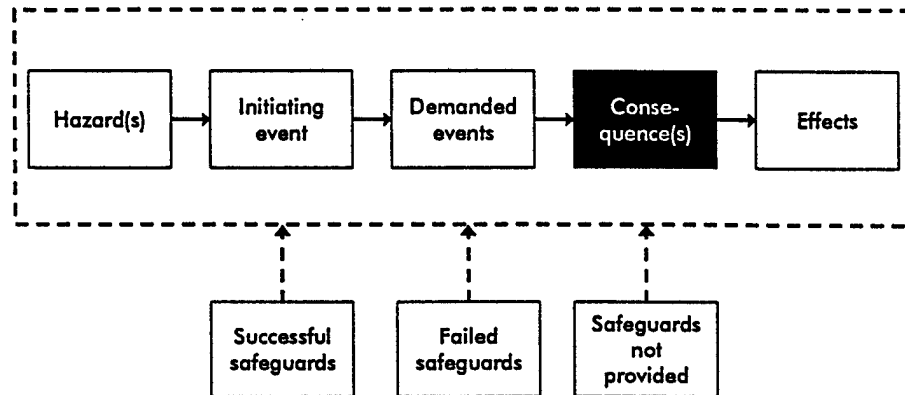 Hazard(s)
Initiating
event
Demanded
events
Conse-
quence(s)
Effects
Successful
safeguards
Failed
safeguards
Safeguards
not
provided